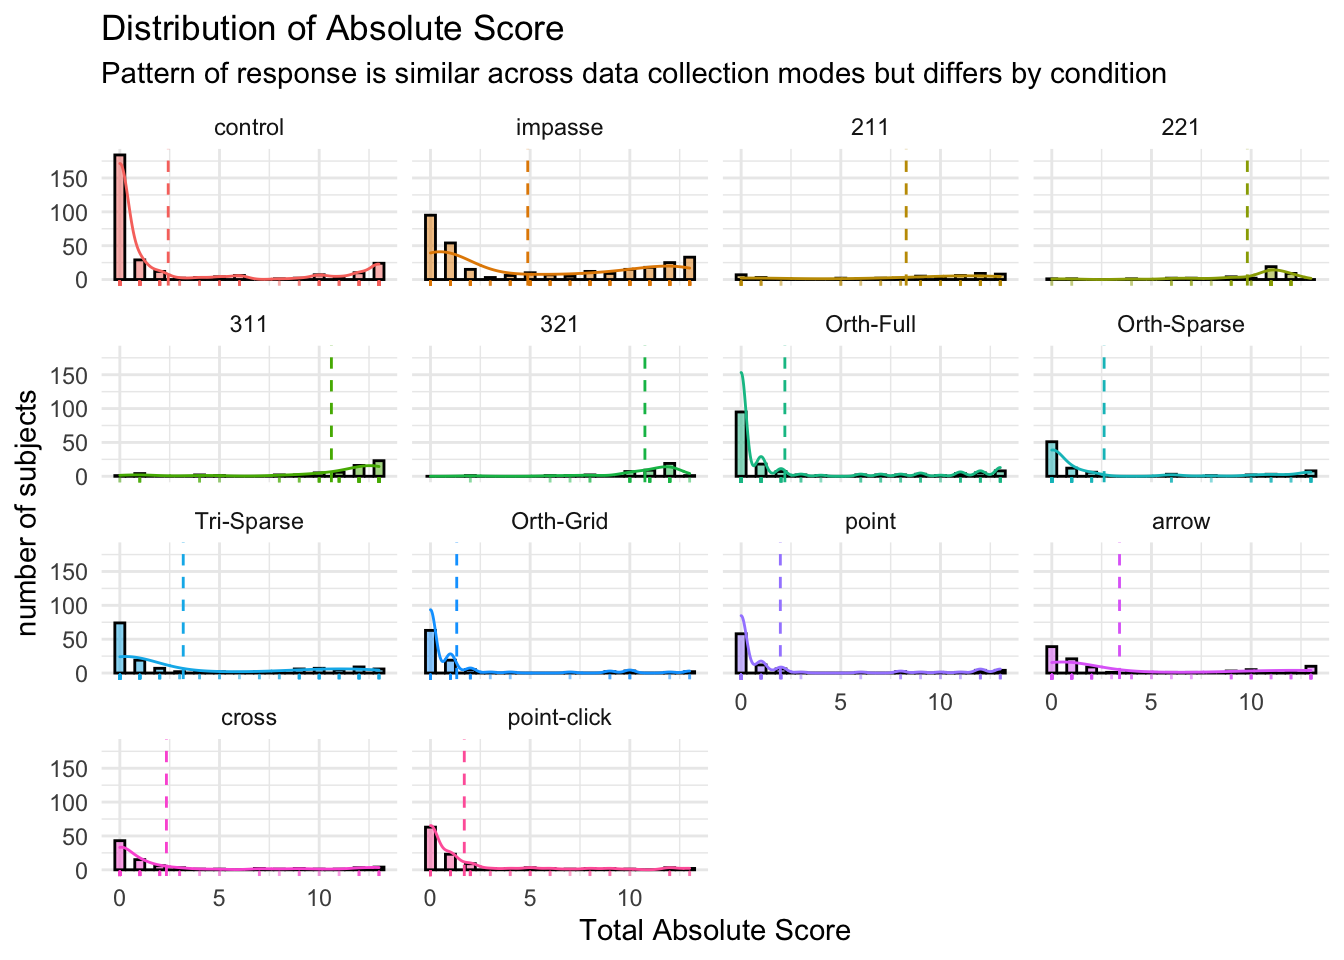 Distribution of Absolute Score
Pattern of response is similar across data collection modes but differs by condition
control impasse 211 221
150
100
50
0
311 321 Orth-Full Orth-Sparse
150
100
50
0
Tri-Sparse Orth-Grid point arrow
150
100
50
0
0 5 10 0 5 10
cross point-click
150
100
50
0
0 5 10 0 5 10
number of subjects
Total Absolute Score